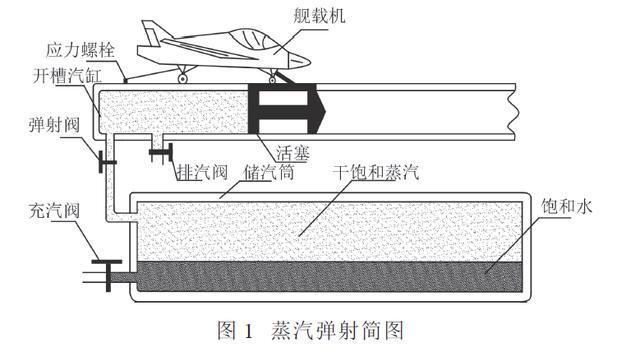 舰载机
应力螺栓
开槽汽缸
弹射阀
排汽阀
储汽筒
活塞
干饱和蒸汽
充汽阀
饱和水
图 1 蒸汽弹射简图